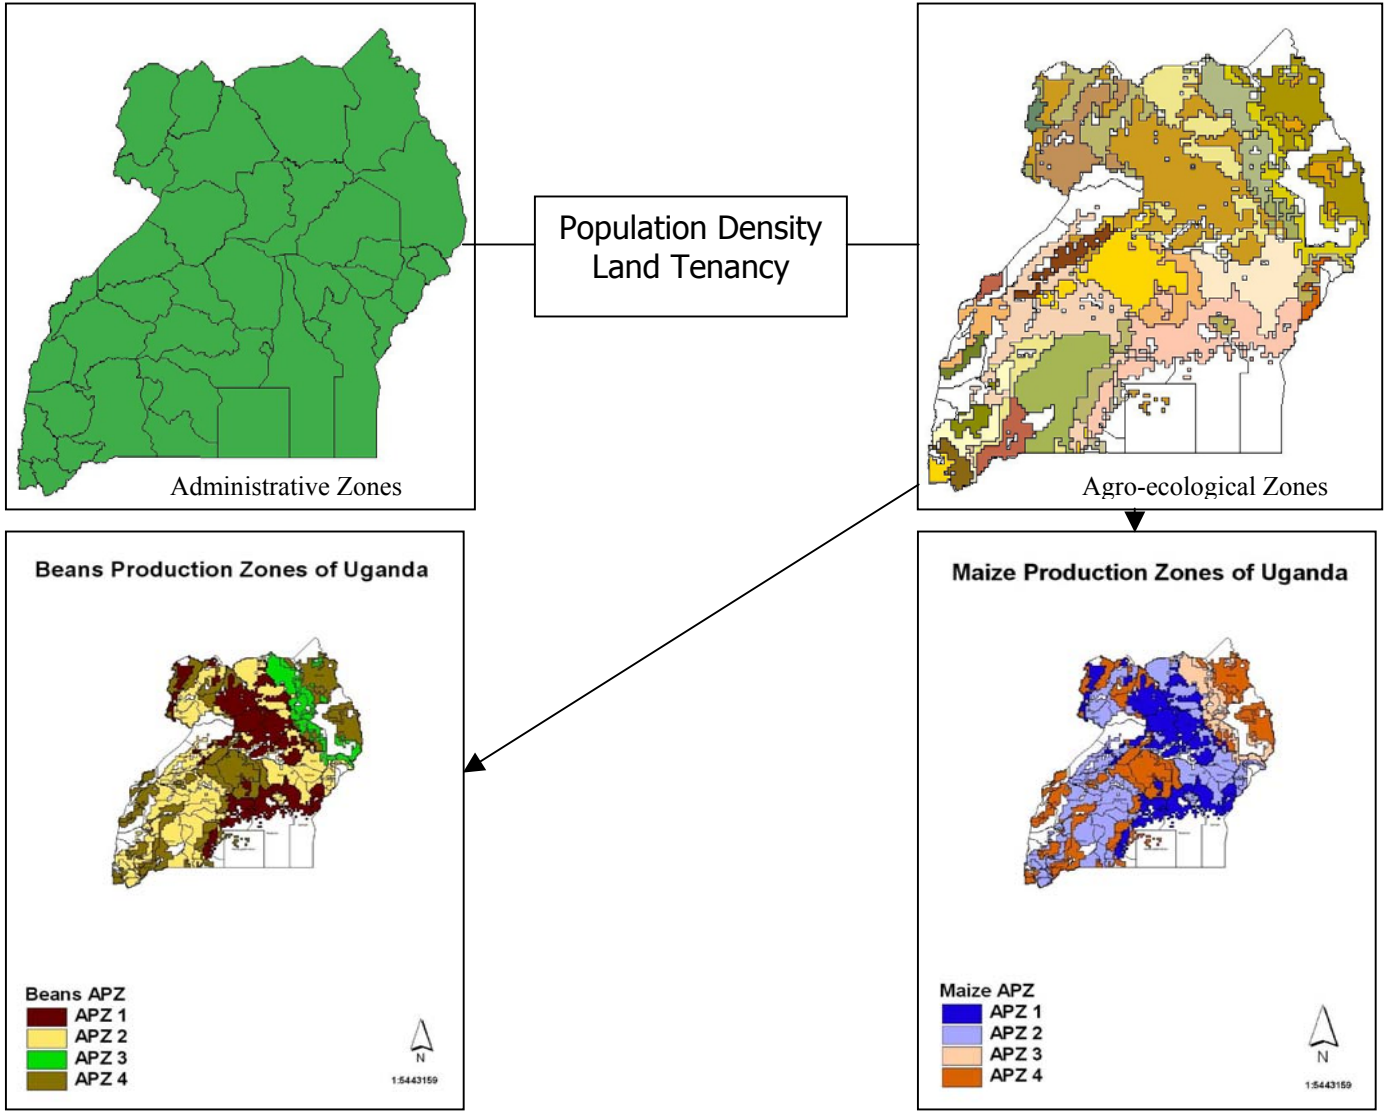 Population Density
Land Tenancy
Administrative Zones
Agro-ecological Zones
Beans Production Zones of Uganda
Beans APZ
APZ 1
APZ 2
APZ 3
APZ 4
N
1:5443159
Maize Production Zones of Uganda
Maize APZ
APZ 1
APZ 2
APZ 3
APZ 4
N
1:5443159